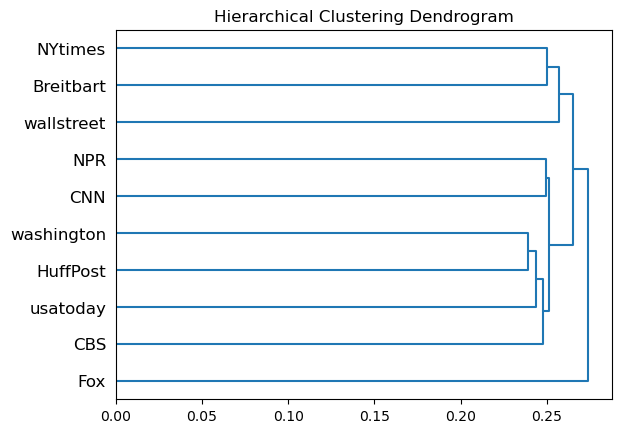 Hierarchical Clustering Dendrogram
NYtimes
Breitbart
wallstreet
NPR
CNN
washington
HuffPost
usatoday
CBS
Fox
0.00 0.05 0.10 0.15 0.20 0.25